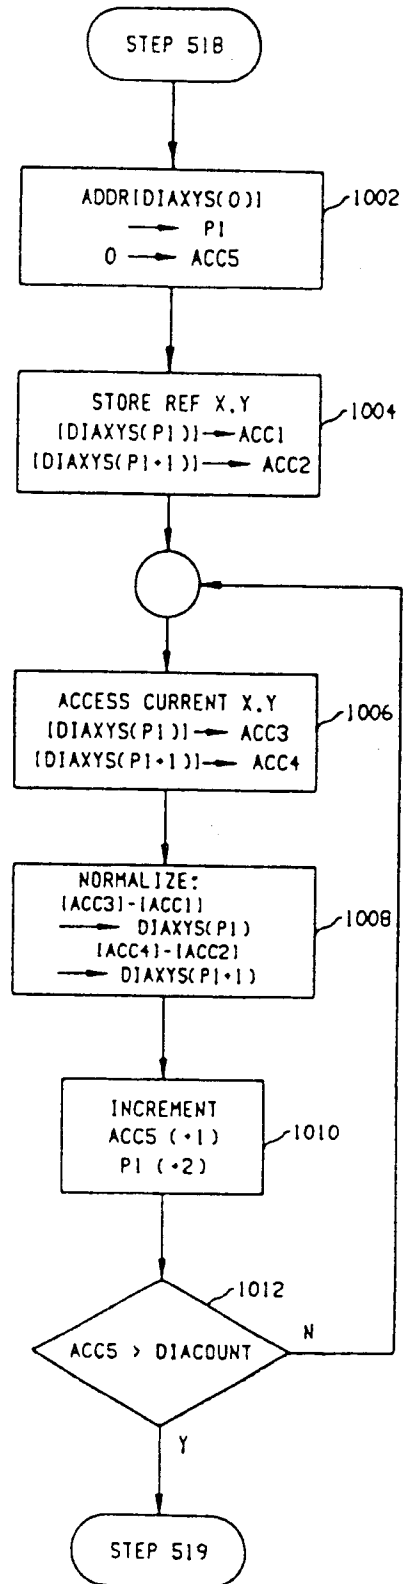 STEP 518
ADDR[DIAXYS(0)]
→ P1
0 → ACC5
1002
STORE REF X.Y
[DIAXYS(P1)] → ACC1
[DIAXYS(P1+1)] → ACC2
1004
ACCESS CURRENT X.Y
[DIAXYS(P1)] → ACC3
[DIAXYS(P1+1)] → ACC4
1006
NORMALIZE:
[ACC3]-[ACC1]
→ DIAXYS(P1)
[ACC4]-[ACC2]
→ DIAXYS(P1+1)
1008
INCREMENT
ACC5 (+1)
P1 (+2)
1010
1012
ACC5 > DIACOUNT
N
Y
STEP 519